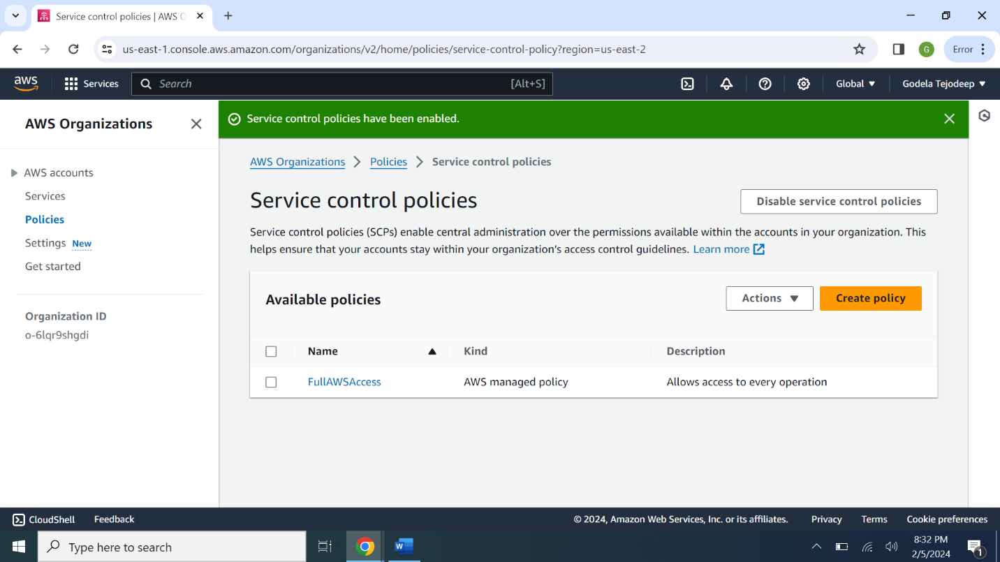 Service control policies | AWS O
us-east-1.console.aws.amazon.com/organizations/v2/home/policies/service-control-policy?region=us-east-2
G
Error
aws
Services
Search
[Alt+S]
Global
Godela Tejodeep
AWS Organizations
AWS accounts
Services
Policies
Settings New
Get started
Organization ID
o-6lqr9shgdi
Service control policies have been enabled.
AWS Organizations > Policies > Service control policies
Service control policies
Disable service control policies
Service control policies (SCPs) enable central administration over the permissions available within the accounts in your organization. This
helps ensure that your accounts stay within your organization's access control guidelines. Learn more
Available policies
Actions
Create policy
Name Kind Description
FullAWSAccess AWS managed policy Allows access to every operation
CloudShell Feedback © 2024, Amazon Web Services, Inc. or its affiliates. Privacy Terms Cookie preferences
Type here to search
W
8:32 PM
2/5/2024
1